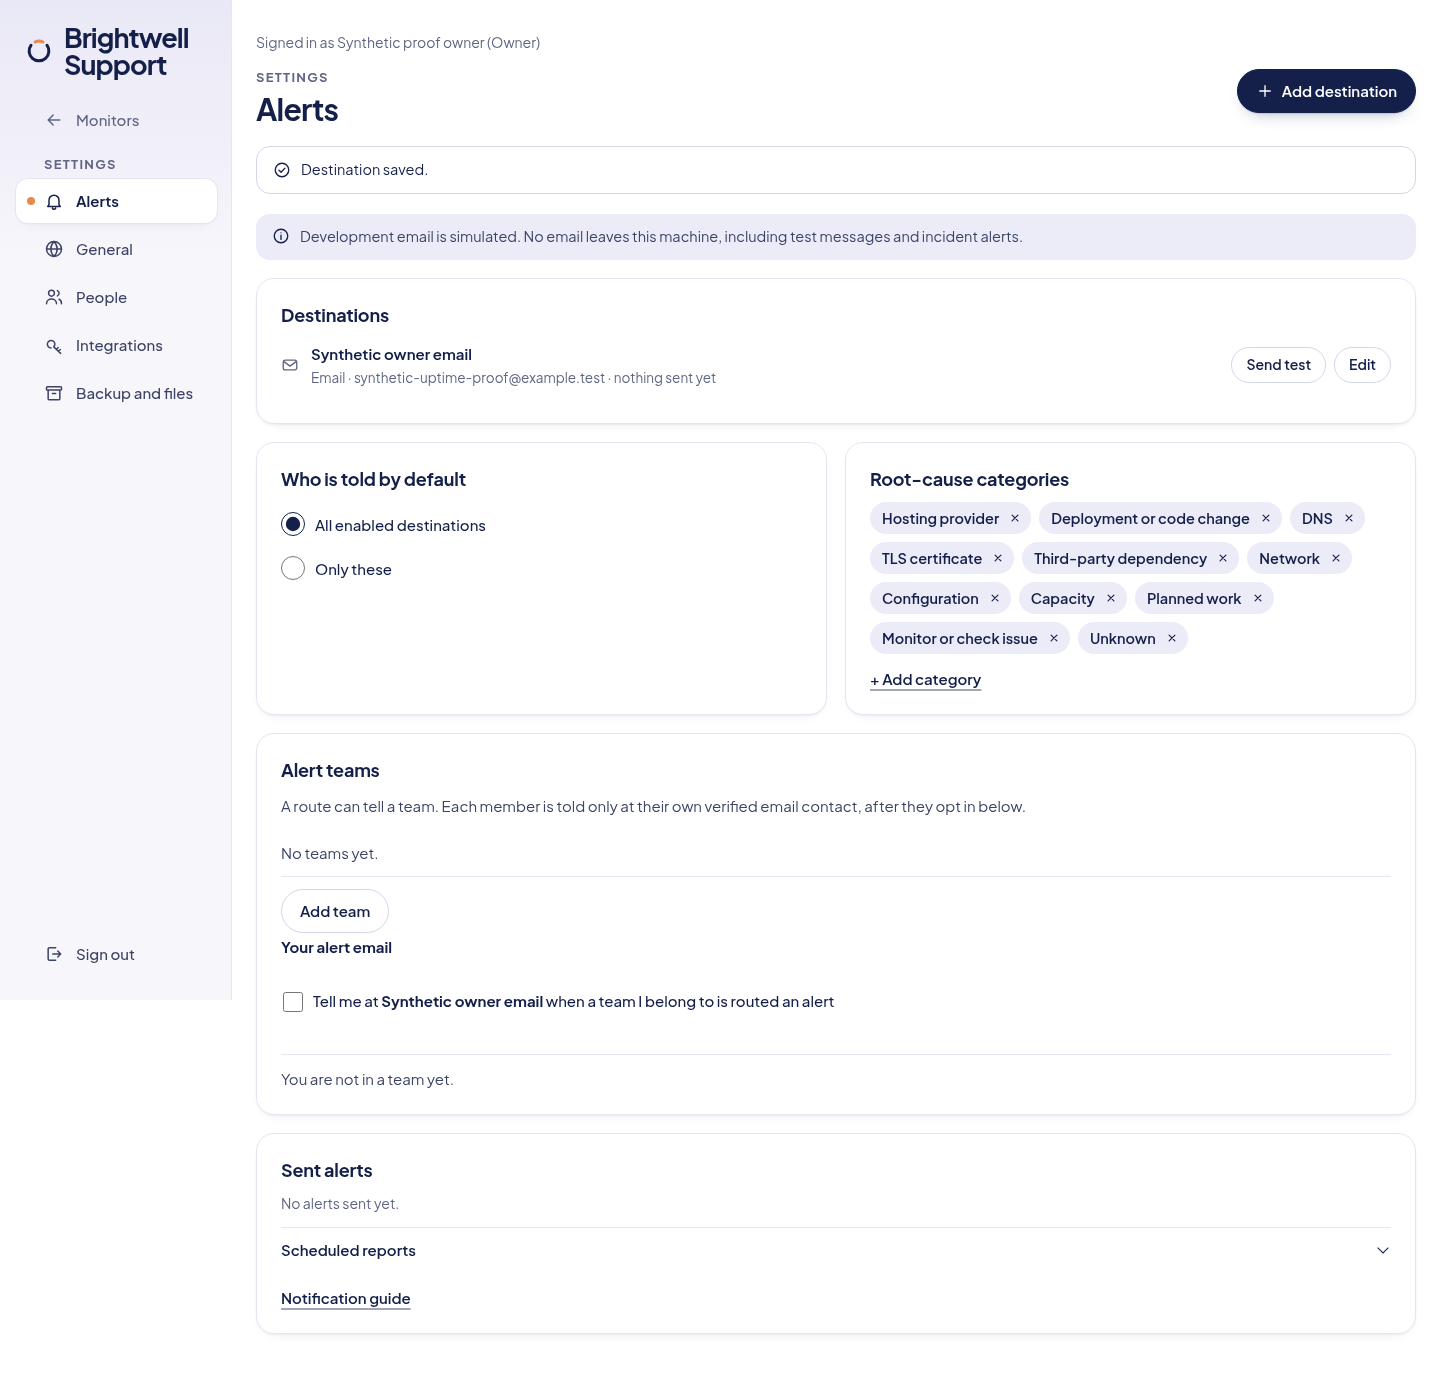 Brightwell
Support
Monitors
SETTINGS
Alerts
General
People
Integrations
Backup and files
Sign out
Signed in as Synthetic proof owner (Owner)
SETTINGS
Alerts
Add destination
Destination saved.
Development email is simulated. No email leaves this machine, including test messages and incident alerts.
Destinations
Synthetic owner email
Email · synthetic-uptime-proof@example.test · nothing sent yet
Send test
Edit
Who is told by default
All enabled destinations
Only these
Root-cause categories
Hosting provider × Deployment or code change × DNS ×
TLS certificate × Third-party dependency × Network ×
Configuration × Capacity × Planned work ×
Monitor or check issue × Unknown ×
+ Add category
Alert teams
A route can tell a team. Each member is told only at their own verified email contact, after they opt in below.
No teams yet.
Add team
Your alert email
Tell me at Synthetic owner email when a team I belong to is routed an alert
You are not in a team yet.
Sent alerts
No alerts sent yet.
Scheduled reports
Notification guide